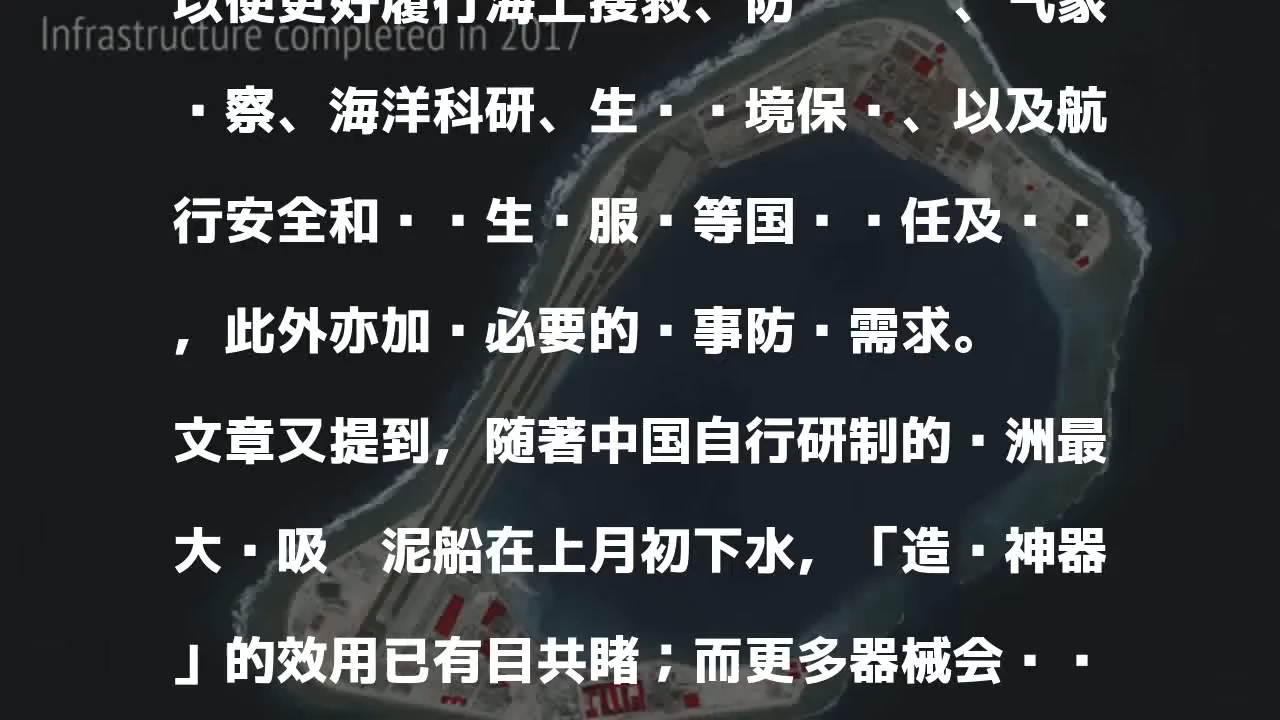 以便更好履行海上搜救、防　　　、气象
Infrastructure completed in 2017
·察、海洋科研、生··境保·、以及航
行安全和··生·服·等国··任及··
，此外亦加·必要的·事防·需求。
文章又提到，随著中国自行研制的·洲最
大·吸　泥船在上月初下水，「造·神器
」的效用已有目共睹；而更多器械会··